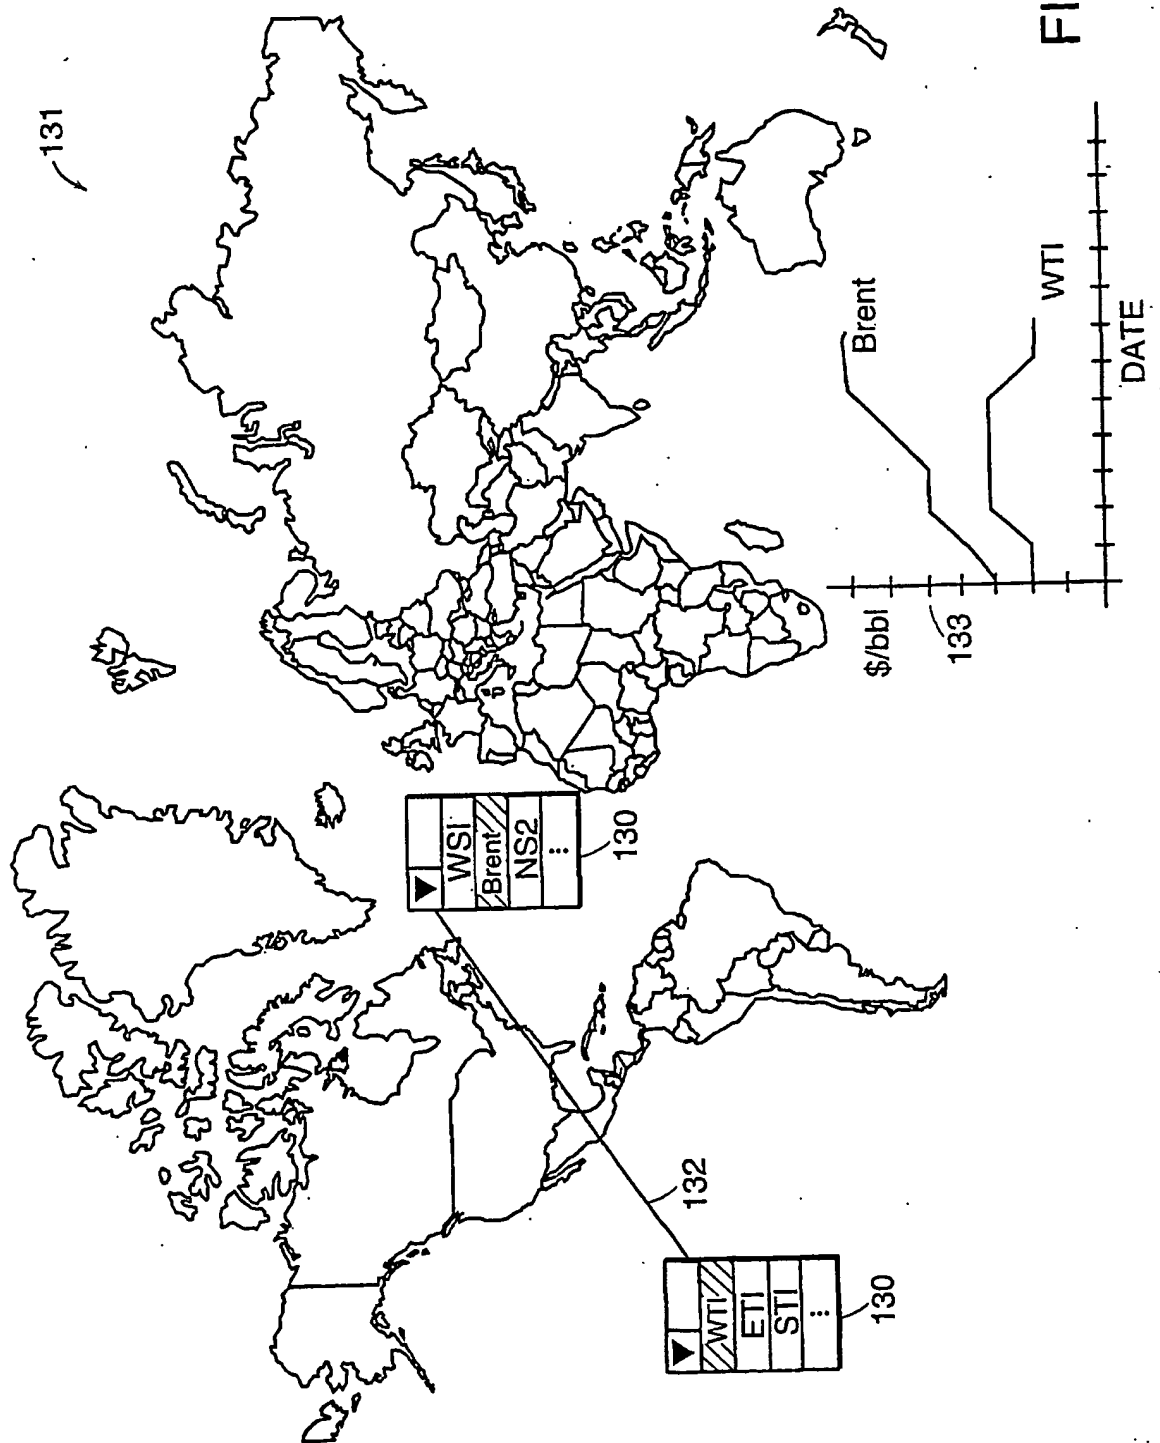 131
WSI
Brent
NS2
⋮
130
132
WTI
ETI
STI
⋮
130
$/bbl
133
Brent
WTI
DATE
FI